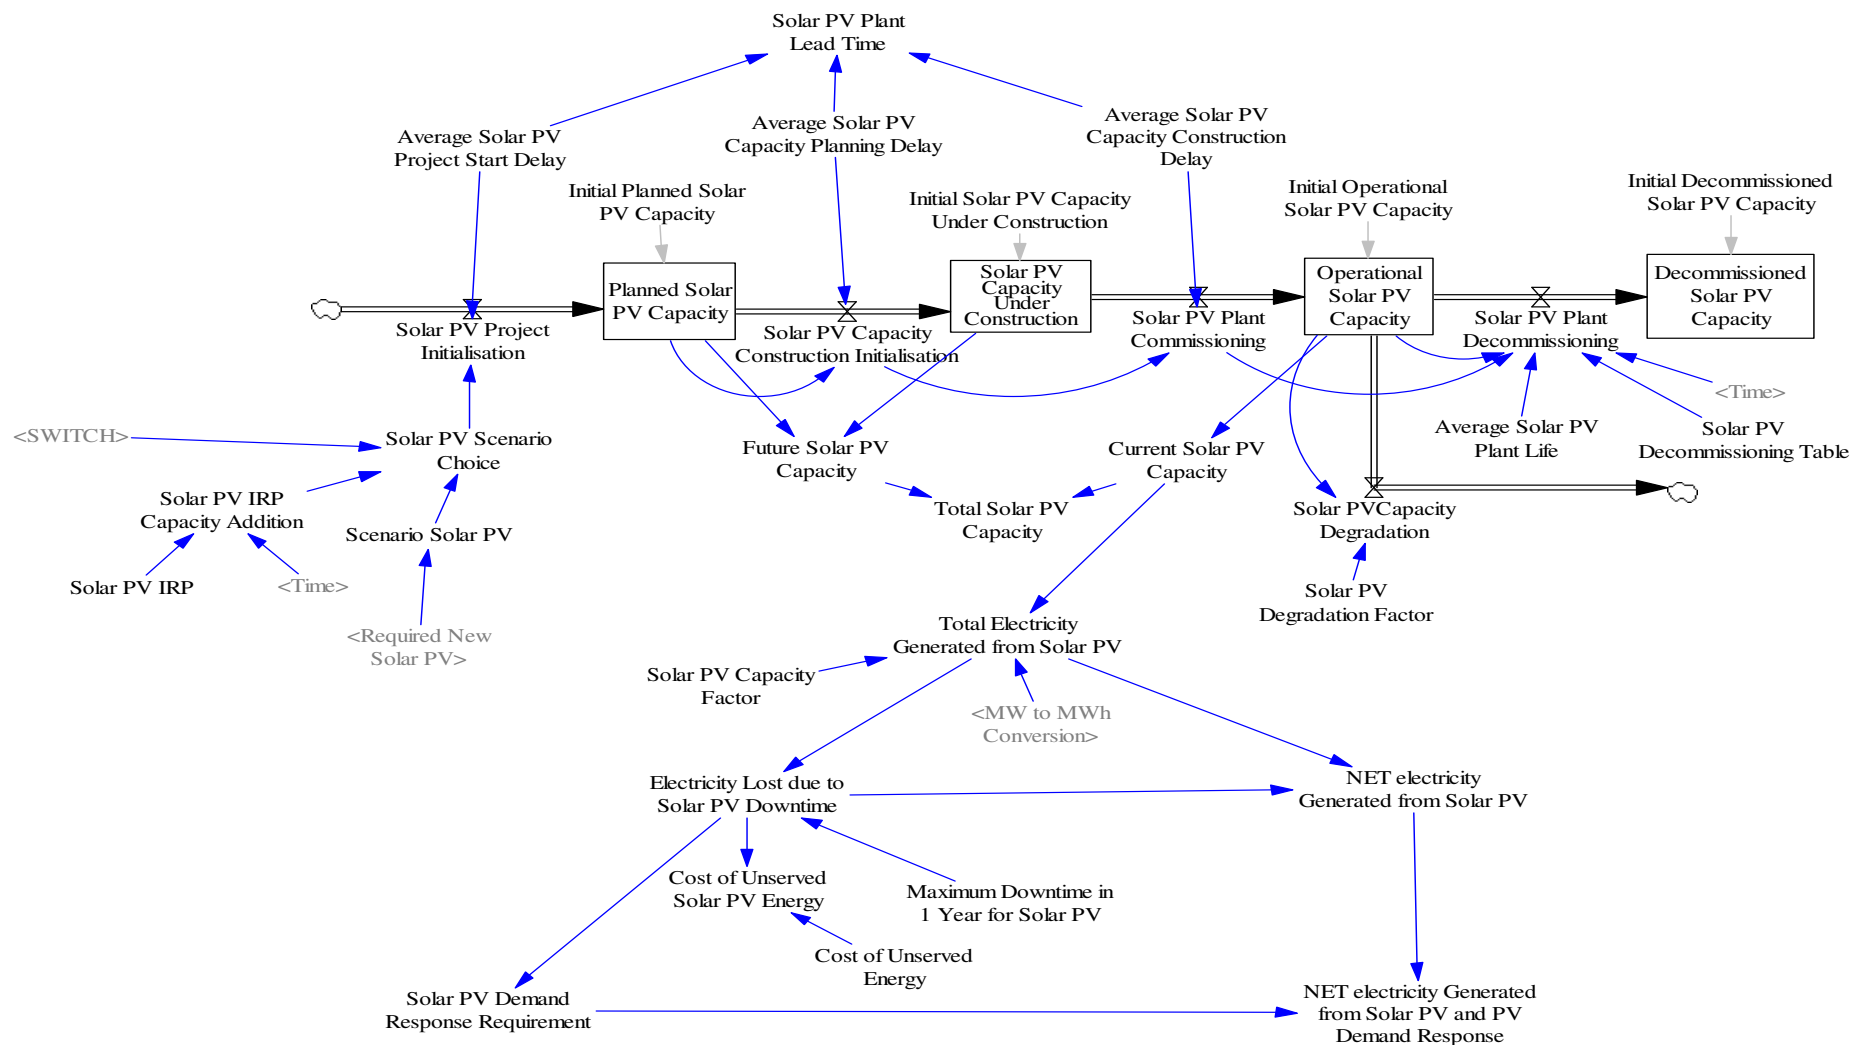 Solar PV Plant
Lead Time
Average Solar PV
Project Start Delay
Average Solar PV
Capacity Planning Delay
Average Solar PV
Capacity Construction
Delay
Initial Planned Solar
PV Capacity
Initial Solar PV Capacity
Under Construction
Initial Operational
Solar PV Capacity
Initial Decommissioned
Solar PV Capacity
Planned Solar
PV Capacity
Solar PV
Capacity
Under
Construction
Operational
Solar PV
Capacity
Decommissioned
Solar PV
Capacity
Solar PV Project
Initialisation
Solar PV Capacity
Construction Initialisation
Solar PV Plant
Commissioning
Solar PV Plant
Decommissioning
<Time>
<SWITCH>
Solar PV Scenario
Choice
Future Solar PV
Capacity
Current Solar PV
Capacity
Average Solar PV
Plant Life
Solar PV
Decommissioning Table
Solar PV IRP
Capacity Addition
Scenario Solar PV
Total Solar PV
Capacity
Solar PVCapacity
Degradation
Solar PV IRP
<Time>
Solar PV
Degradation Factor
<Required New
Solar PV>
Total Electricity
Generated from Solar PV
Solar PV Capacity
Factor
<MW to MWh
Conversion>
Electricity Lost due to
Solar PV Downtime
NET electricity
Generated from Solar PV
Cost of Unserved
Solar PV Energy
Maximum Downtime in
1 Year for Solar PV
Cost of Unserved
Energy
Solar PV Demand
Response Requirement
NET electricity Generated
from Solar PV and PV
Demand Response